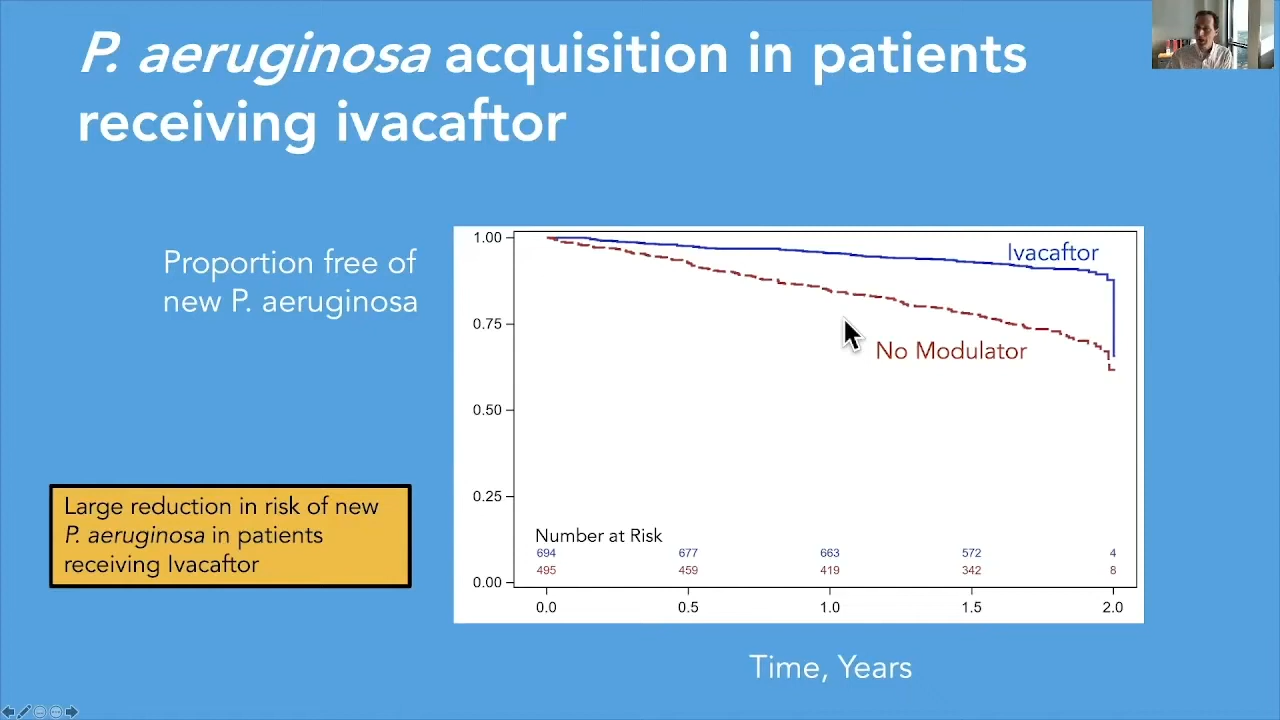 P. aeruginosa acquisition in patients
receiving ivacaftor
Proportion free of
new P. aeruginosa
Large reduction in risk of new
P. aeruginosa in patients
receiving Ivacaftor
1.00
0.75
0.50
0.25
0.00
Ivacaftor
No Modulator
Number at Risk
694 677 663 572 4
495 459 419 342 8
0.0 0.5 1.0 1.5 2.0
Time, Years